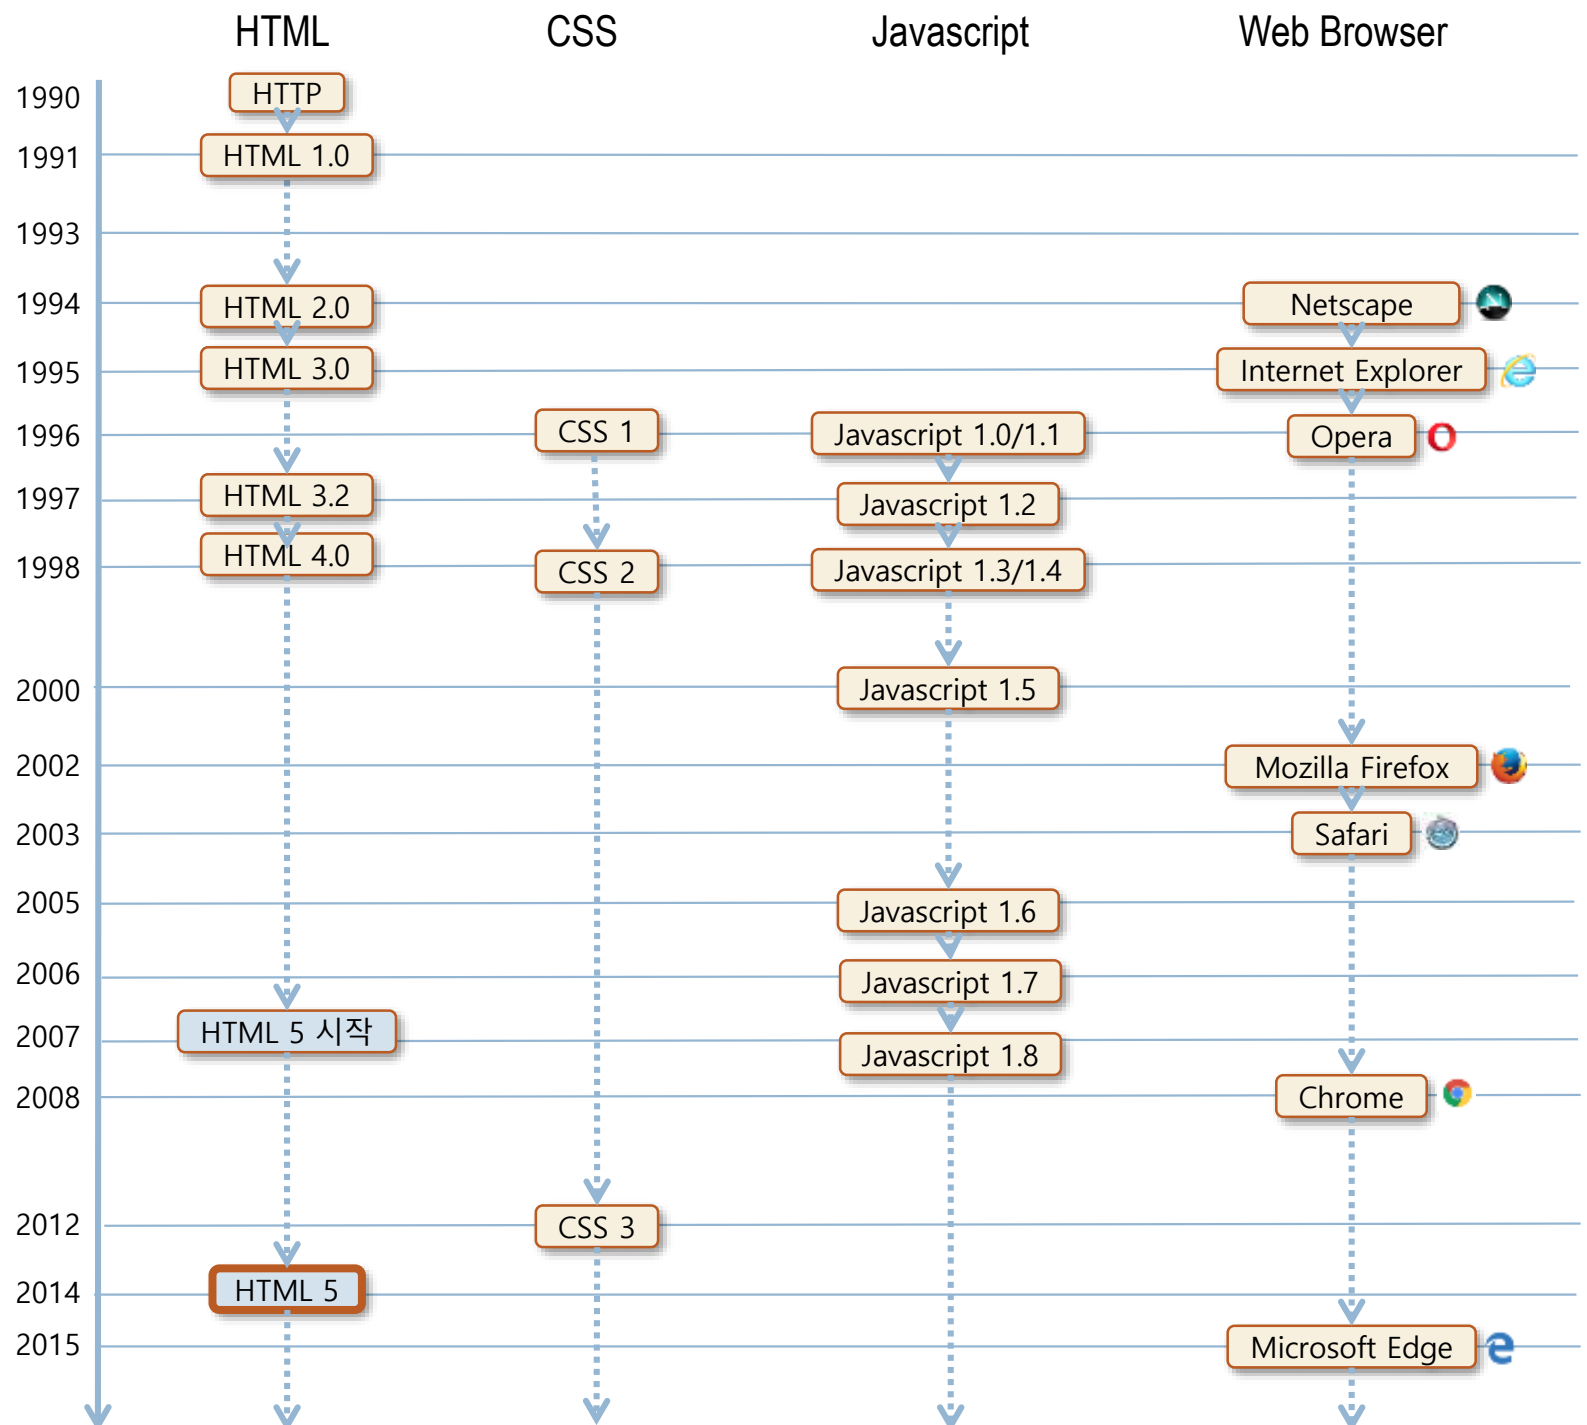 HTML CSS Javascript Web Browser
1990 HTTP
1991 HTML 1.0
1993
1994 HTML 2.0 Netscape
1995 HTML 3.0 Internet Explorer
1996 CSS 1 Javascript 1.0/1.1 Opera
1997 HTML 3.2 Javascript 1.2
1998 HTML 4.0 CSS 2 Javascript 1.3/1.4
2000 Javascript 1.5
2002 Mozilla Firefox
2003 Safari
2005 Javascript 1.6
2006 Javascript 1.7
2007 HTML 5 시작 Javascript 1.8
2008 Chrome
2012 CSS 3
2014 HTML 5
2015 Microsoft Edge